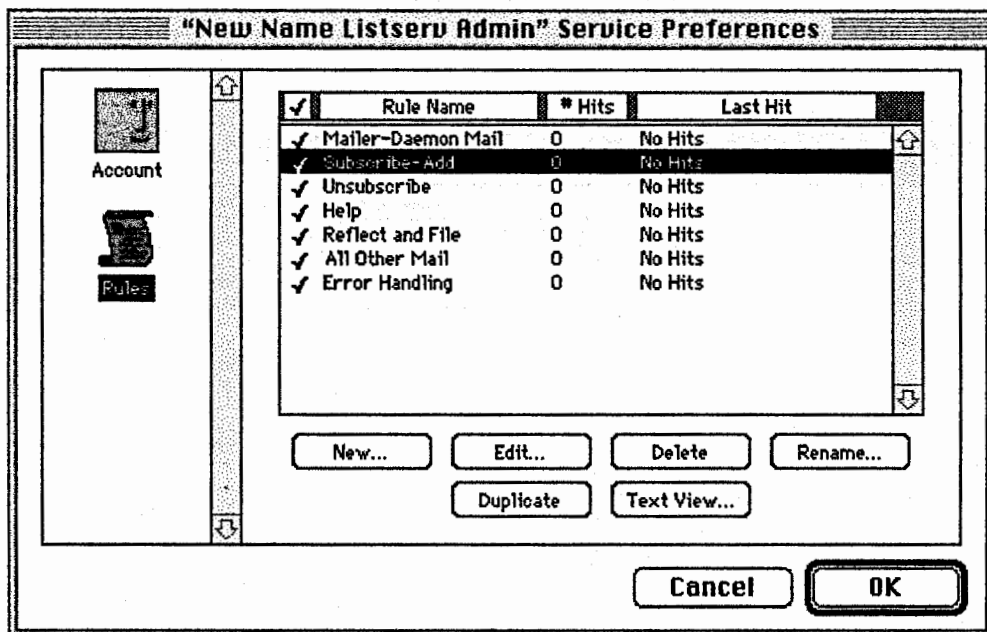 “New Name Listserv Admin” Service Preferences
Account
Rules
✓ Rule Name # Hits Last Hit
✓ Mailer-Daemon Mail 0 No Hits
✓ Subscribe-Add 0 No Hits
✓ Unsubscribe 0 No Hits
✓ Help 0 No Hits
✓ Reflect and File 0 No Hits
✓ All Other Mail 0 No Hits
✓ Error Handling 0 No Hits
New... Edit... Delete Rename...
Duplicate Text View...
Cancel OK